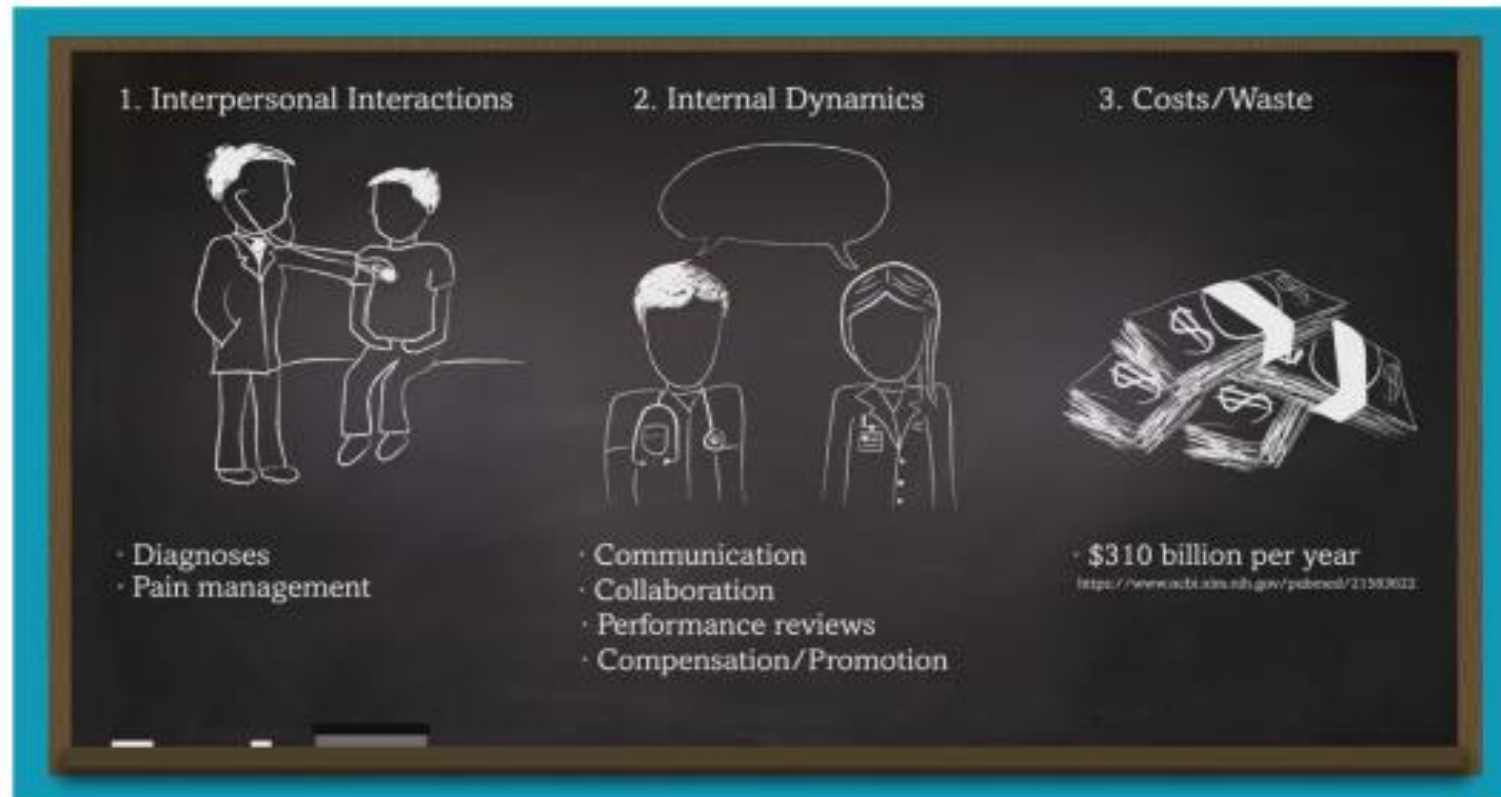 1. Interpersonal Interactions
2. Internal Dynamics
3. Costs/Waste
· Diagnoses
· Pain management
· Communication
· Collaboration
· Performance reviews
· Compensation/Promotion
· $310 billion per year